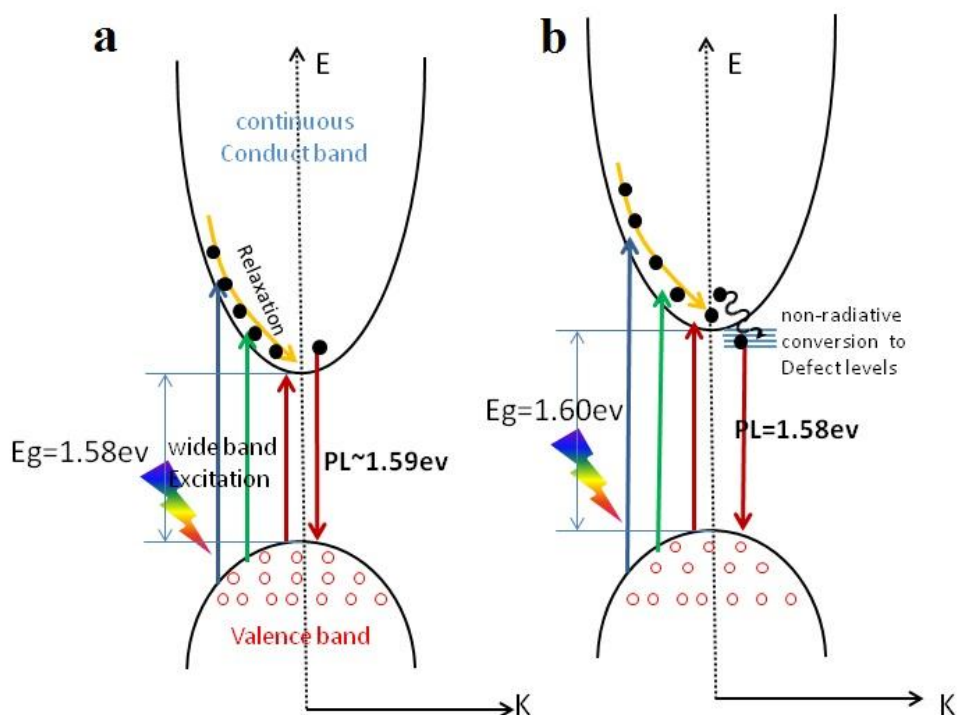 a
E
continuous
Conduct band
Relaxation
Eg=1.58ev
wide band
Excitation
PL~1.59ev
Valence band
K
b
E
non-radiative
conversion to
Defect levels
Eg=1.60ev
PL=1.58ev
K